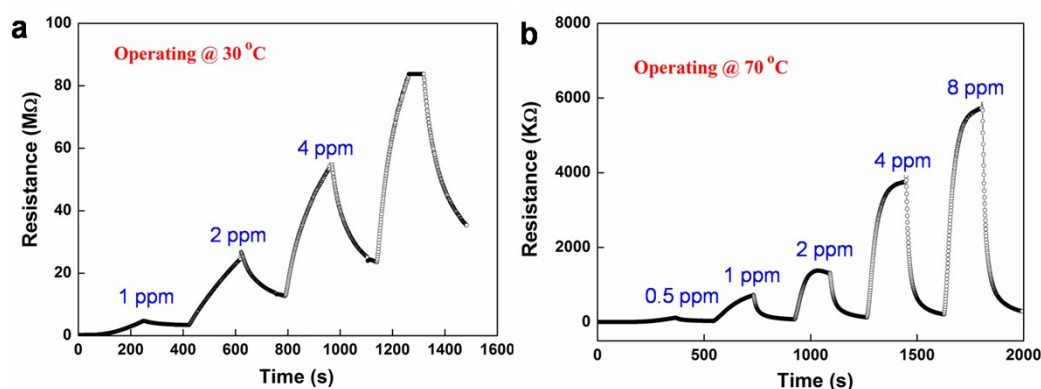 a
Operating @ 30 °C
1 ppm
2 ppm
4 ppm
100
80
60
40
20
0
0 200 400 600 800 1000 1200 1400 1600
Resistance (MΩ)
Time (s)
b
Operating @ 70 °C
0.5 ppm
1 ppm
2 ppm
4 ppm
8 ppm
8000
6000
4000
2000
0
0 500 1000 1500 2000
Resistance (KΩ)
Time (s)